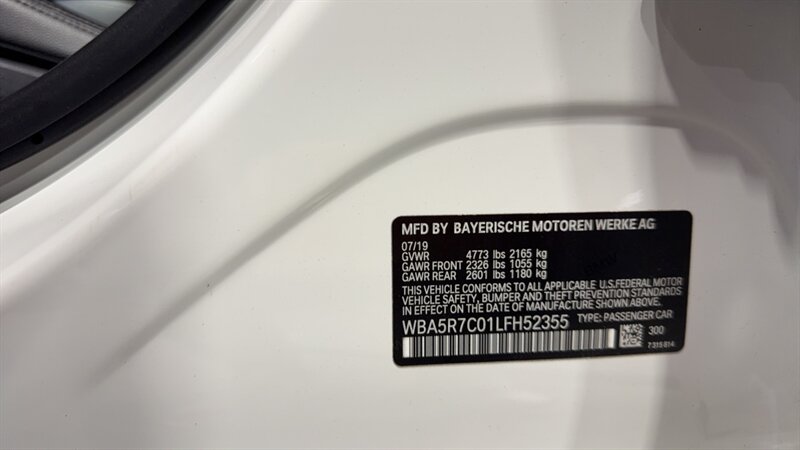 MFD BY BAYERISCHE MOTOREN WERKE AG
07/19
GVWR 4773 lbs 2165 kg
GAWR FRONT 2326 lbs 1055 kg
GAWR REAR 2601 lbs 1180 kg
THIS VEHICLE CONFORMS TO ALL APPLICABLE U.S.FEDERAL MOTOR
VEHICLE SAFETY, BUMPER AND THEFT PREVENTION STANDARDS
IN EFFECT ON THE DATE OF MANUFACTURE SHOWN ABOVE.
WBA5R7C01LFH52355 TYPE: PASSENGER CAR
300
7315814